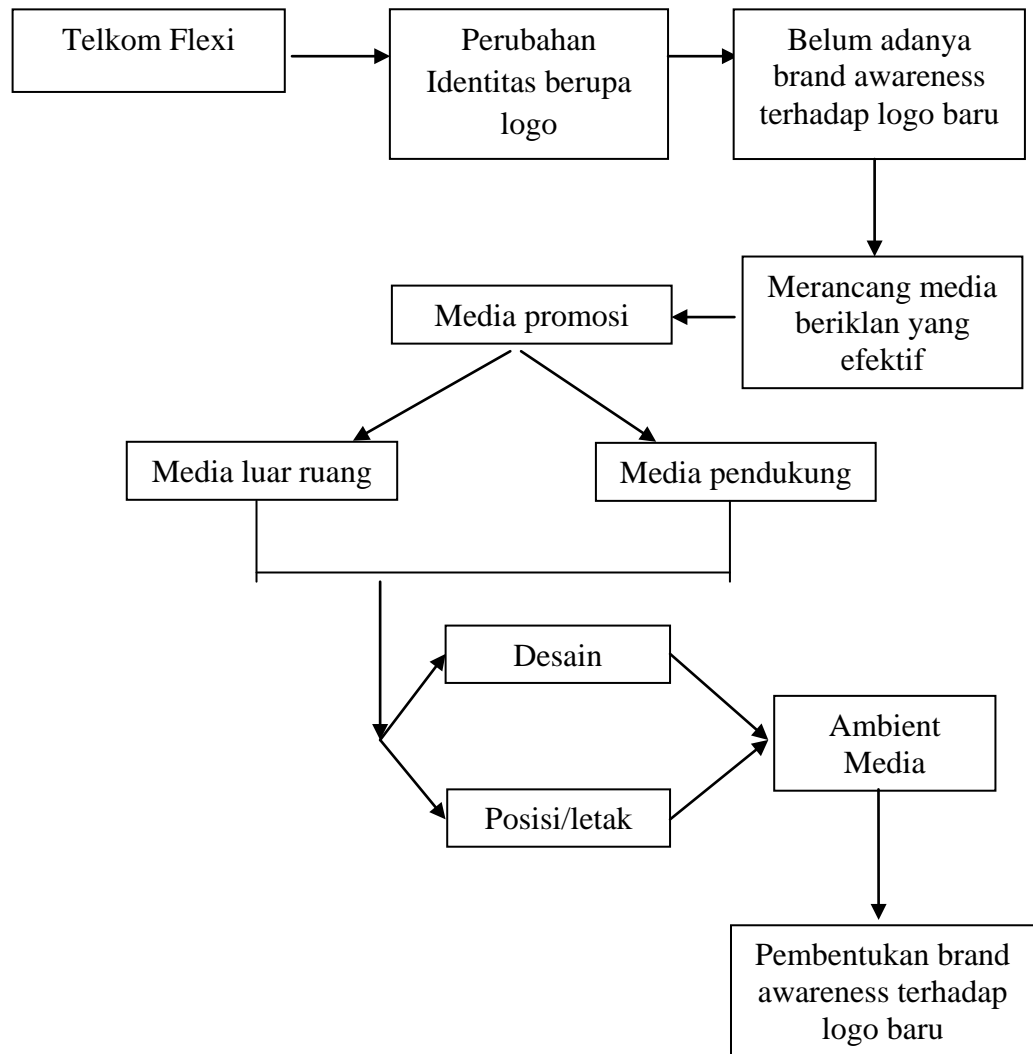 Telkom Flexi
Perubahan
Identitas berupa
logo
Belum adanya
brand awareness
terhadap logo baru
Merancang media
beriklan yang
efektif
Media promosi
Media luar ruang
Media pendukung
Desain
Posisi/letak
Ambient
Media
Pembentukan brand
awareness terhadap
logo baru